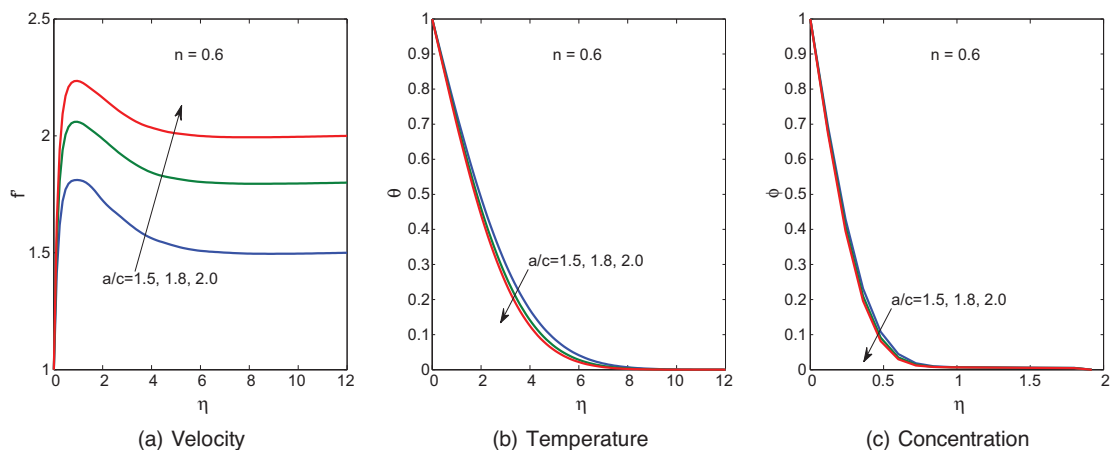 2.5
2
1.5
1
f'
n = 0.6
a/c=1.5, 1.8, 2.0
0 2 4 6 8 10 12
η
(a) Velocity
1
0.9
0.8
0.7
0.6
0.5
0.4
0.3
0.2
0.1
0
θ
n = 0.6
a/c=1.5, 1.8, 2.0
0 2 4 6 8 10 12
η
(b) Temperature
1
0.9
0.8
0.7
0.6
0.5
0.4
0.3
0.2
0.1
0
ϕ
n = 0.6
a/c=1.5, 1.8, 2.0
0 0.5 1 1.5 2
η
(c) Concentration